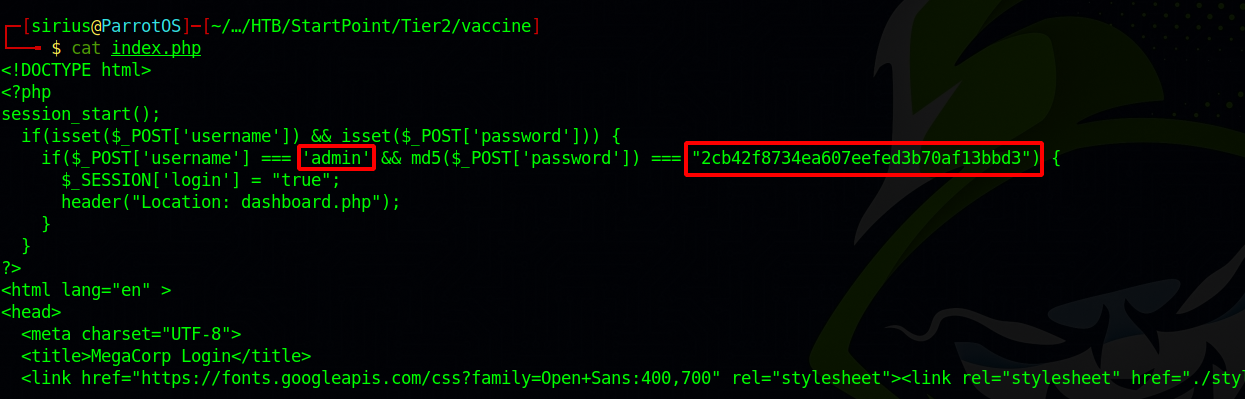 ┌─[sirius@ParrotOS]─[~/…/HTB/StartPoint/Tier2/vaccine]
└──╼ $ cat index.php
<!DOCTYPE html>
<?php
session_start();
  if(isset($_POST['username']) && isset($_POST['password'])) {
    if($_POST['username'] === 'admin' && md5($_POST['password']) === "2cb42f8734ea607eefed3b70af13bbd3") {
      $_SESSION['login'] = "true";
      header("Location: dashboard.php");
    }
  }
?>
<html lang="en" >
<head>
  <meta charset="UTF-8">
  <title>MegaCorp Login</title>
  <link href="https://fonts.googleapis.com/css?family=Open+Sans:400,700" rel="stylesheet"><link rel="stylesheet" href="./styl